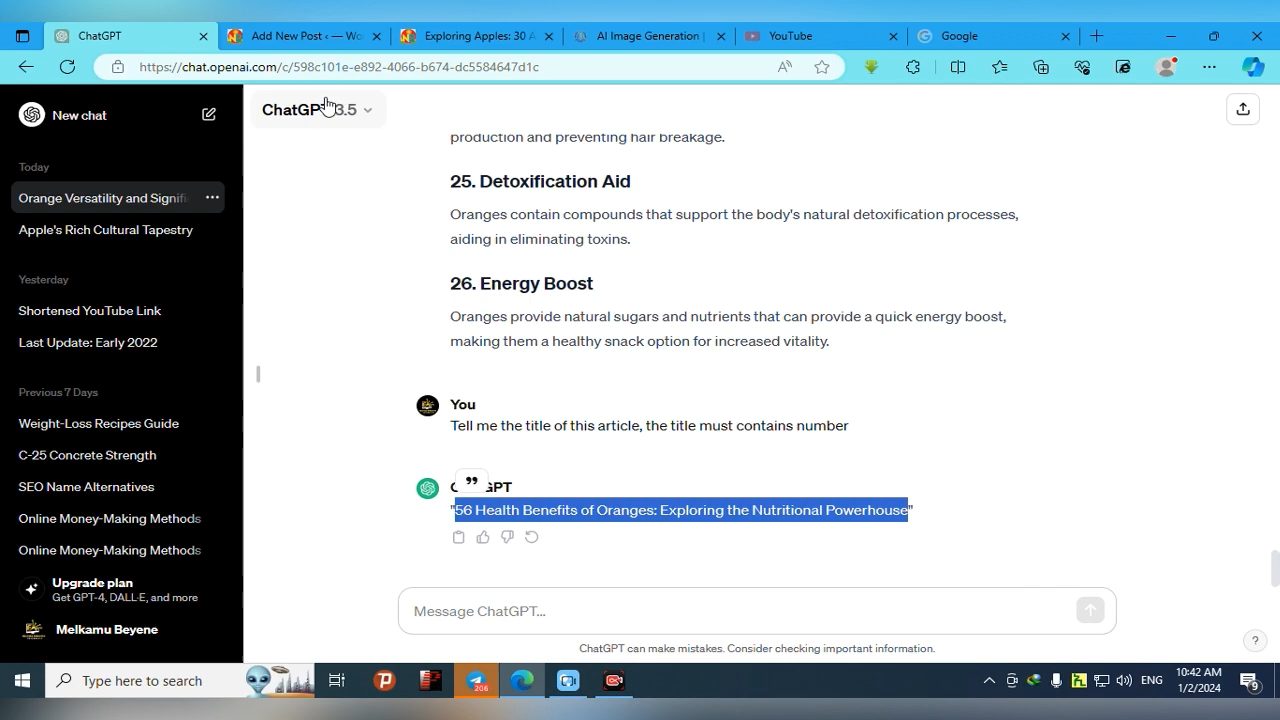 ChatGPT
Add New Post ‹ — Wo
Exploring Apples: 30 A
AI Image Generation |
YouTube
Google
https://chat.openai.com/c/598c101e-e892-4066-b674-dc5584647d1c
New chat
ChatGPT 3.5
Today
Orange Versatility and Signifi
Apple's Rich Cultural Tapestry
Yesterday
Shortened YouTube Link
Last Update: Early 2022
Previous 7 Days
Weight-Loss Recipes Guide
C-25 Concrete Strength
SEO Name Alternatives
Online Money-Making Methods
Online Money-Making Methods
Upgrade plan
Get GPT-4, DALL·E, and more
Melkamu Beyene
production and preventing hair breakage.
25. Detoxification Aid
Oranges contain compounds that support the body's natural detoxification processes,
aiding in eliminating toxins.
26. Energy Boost
Oranges provide natural sugars and nutrients that can provide a quick energy boost,
making them a healthy snack option for increased vitality.
You
Tell me the title of this article, the title must contains number
ChatGPT
"56 Health Benefits of Oranges: Exploring the Nutritional Powerhouse"
Message ChatGPT...
ChatGPT can make mistakes. Consider checking important information.
?
Type here to search
206
ENG
10:42 AM
1/2/2024
9